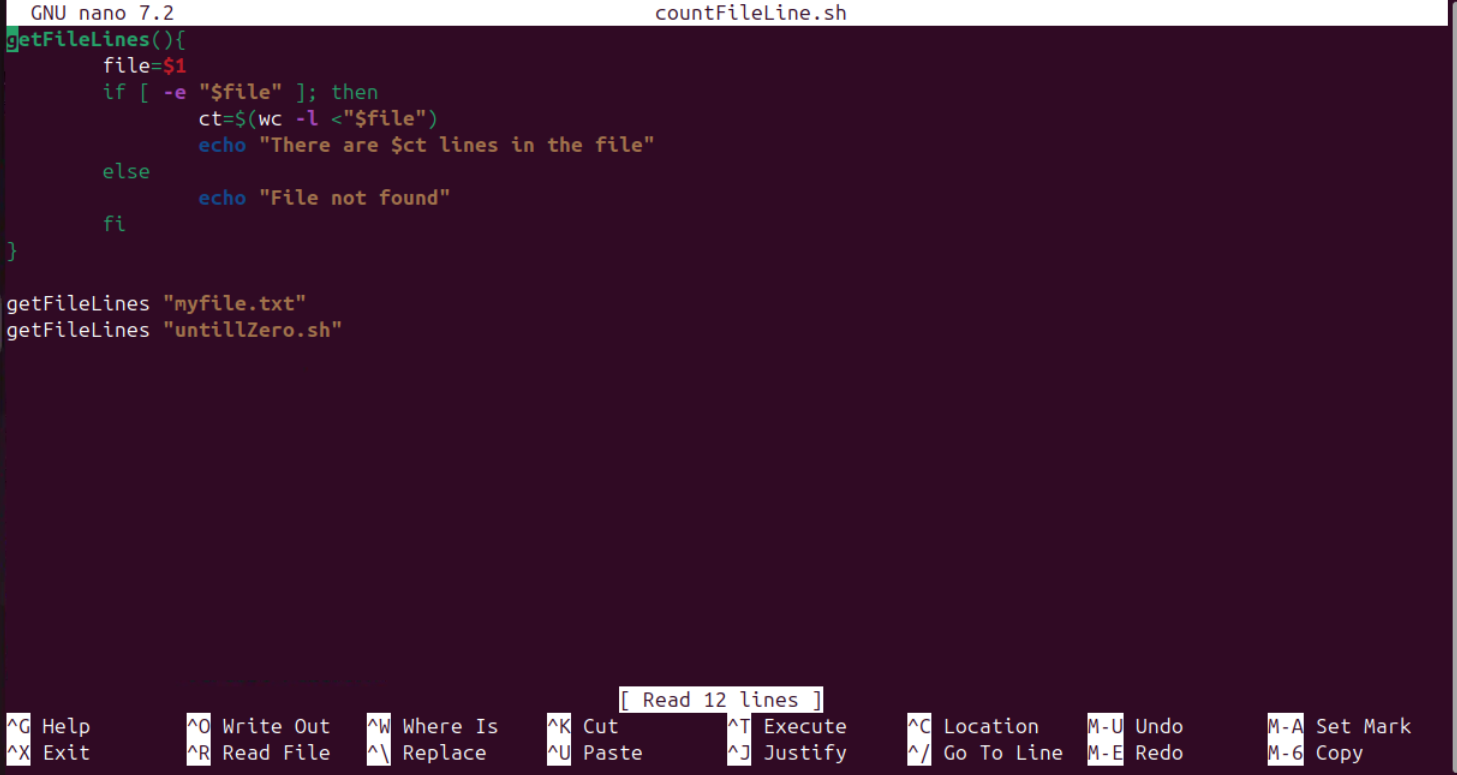 GNU nano 7.2 countFileLine.sh
getFileLines(){
        file=$1
        if [ -e "$file" ]; then
                ct=$(wc -l <"$file")
                echo "There are $ct lines in the file"
        else
                echo "File not found"
        fi
}

getFileLines "myfile.txt"
getFileLines "untillZero.sh"
[ Read 12 lines ]
^G Help ^O Write Out ^W Where Is ^K Cut ^T Execute ^C Location M-U Undo M-A Set Mark
^X Exit ^R Read File ^\ Replace ^U Paste ^J Justify ^/ Go To Line M-E Redo M-6 Copy